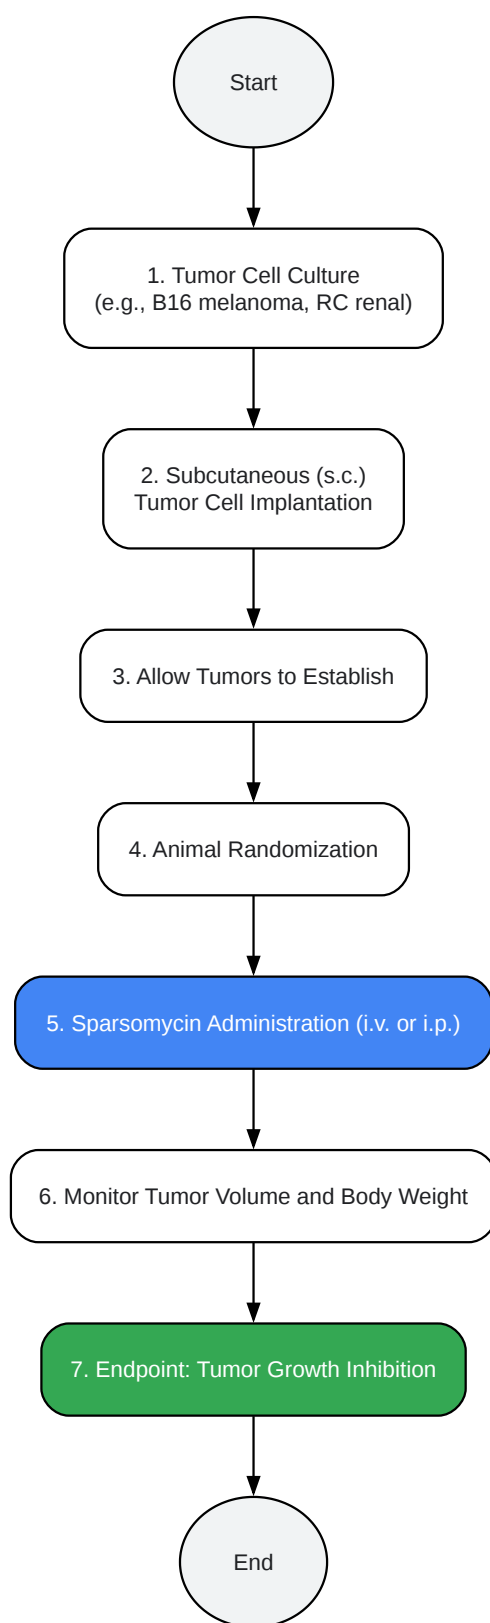 Start
1. Tumor Cell Culture
(e.g., B16 melanoma, RC renal)
2. Subcutaneous (s.c.)
Tumor Cell Implantation
3. Allow Tumors to Establish
4. Animal Randomization
5. Sparsomycin Administration (i.v. or i.p.)
6. Monitor Tumor Volume and Body Weight
7. Endpoint: Tumor Growth Inhibition
End